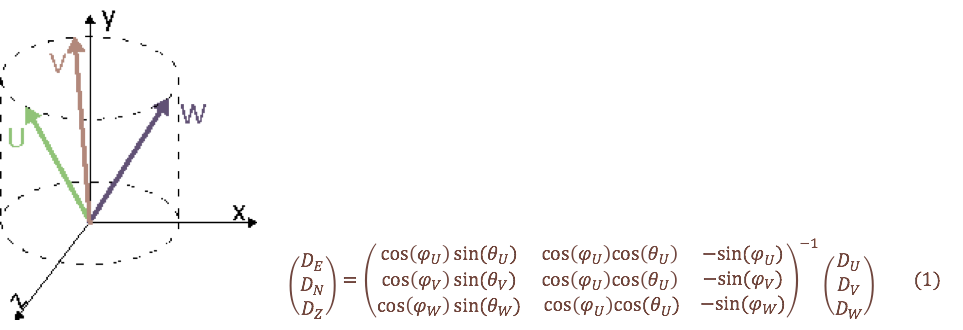 y
V
U
W
x
z
D_E cos(φ_U) sin(θ_U) cos(φ_U)cos(θ_U) −sin(φ_U) −1 D_U
D_N = cos(φ_V) sin(θ_V) cos(φ_U)cos(θ_U) −sin(φ_V) D_V (1)
D_Z cos(φ_W) sin(θ_W) cos(φ_U)cos(θ_U) −sin(φ_W) D_W